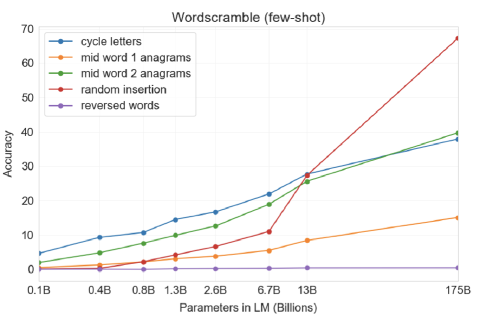 Wordscramble (few-shot)
cycle letters
mid word 1 anagrams
mid word 2 anagrams
random insertion
reversed words
Accuracy
70
60
50
40
30
20
10
0
0.1B 0.4B 0.8B 1.3B 2.6B 6.7B 13B 175B
Parameters in LM (Billions)